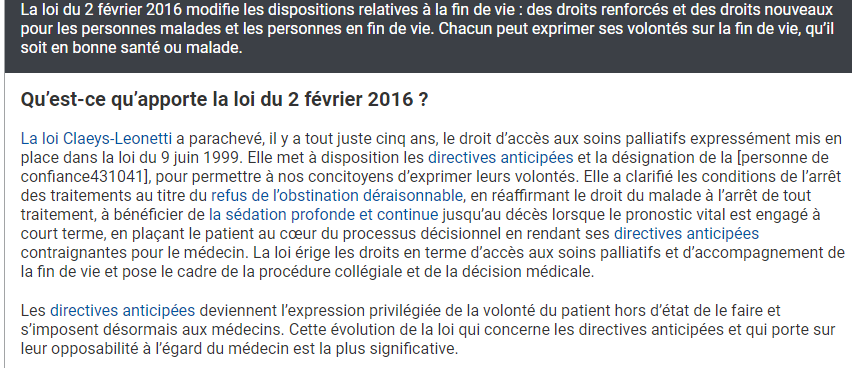 La loi du 2 février 2016 modifie les dispositions relatives à la fin de vie : des droits renforcés et des droits nouveaux
pour les personnes malades et les personnes en fin de vie. Chacun peut exprimer ses volontés sur la fin de vie, qu’il
soit en bonne santé ou malade.
Qu’est-ce qu’apporte la loi du 2 février 2016 ?
La loi Claeys-Leonetti a parachevé, il y a tout juste cinq ans, le droit d’accès aux soins palliatifs expressément mis en
place dans la loi du 9 juin 1999. Elle met à disposition les directives anticipées et la désignation de la [personne de
confiance431041], pour permettre à nos concitoyens d’exprimer leurs volontés. Elle a clarifié les conditions de l’arrêt
des traitements au titre du refus de l’obstination déraisonnable, en réaffirmant le droit du malade à l’arrêt de tout
traitement, à bénéficier de la sédation profonde et continue jusqu’au décès lorsque le pronostic vital est engagé à
court terme, en plaçant le patient au cœur du processus décisionnel en rendant ses directives anticipées
contraignantes pour le médecin. La loi érige les droits en terme d’accès aux soins palliatifs et d’accompagnement de
la fin de vie et pose le cadre de la procédure collégiale et de la décision médicale.
Les directives anticipées deviennent l’expression privilégiée de la volonté du patient hors d’état de le faire et
s’imposent désormais aux médecins. Cette évolution de la loi qui concerne les directives anticipées et qui porte sur
leur opposabilité à l’égard du médecin est la plus significative.